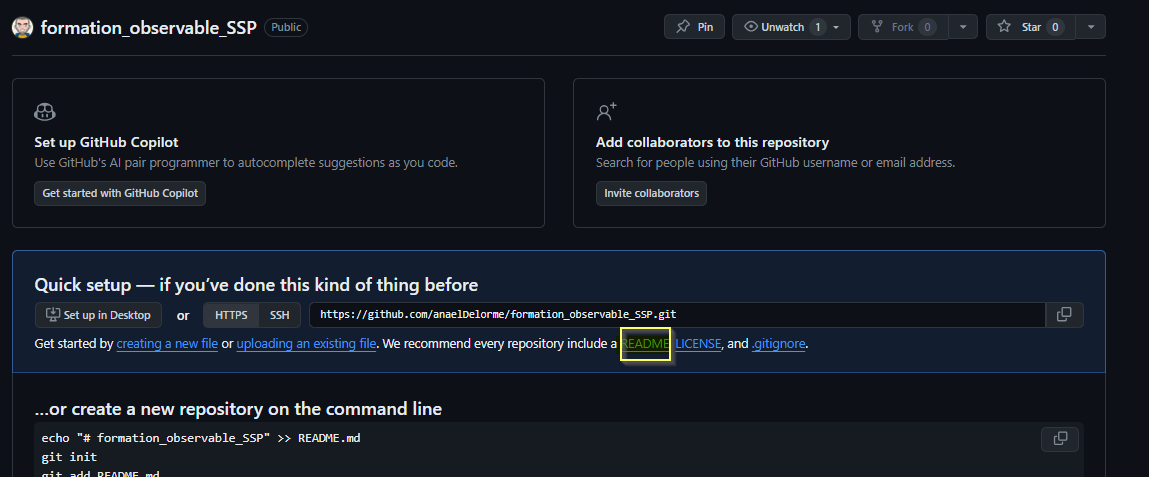 formation_observable_SSP Public Pin Unwatch 1 Fork 0 Star 0
Set up GitHub Copilot
Use GitHub's AI pair programmer to autocomplete suggestions as you code.
Get started with GitHub Copilot
Add collaborators to this repository
Search for people using their GitHub username or email address.
Invite collaborators
Quick setup — if you've done this kind of thing before
Set up in Desktop or HTTPS SSH https://github.com/anaelDelorme/formation_observable_SSP.git
Get started by creating a new file or uploading an existing file. We recommend every repository include a README LICENSE, and .gitignore.
...or create a new repository on the command line
echo "# formation_observable_SSP" >> README.md
git init
git add README.md